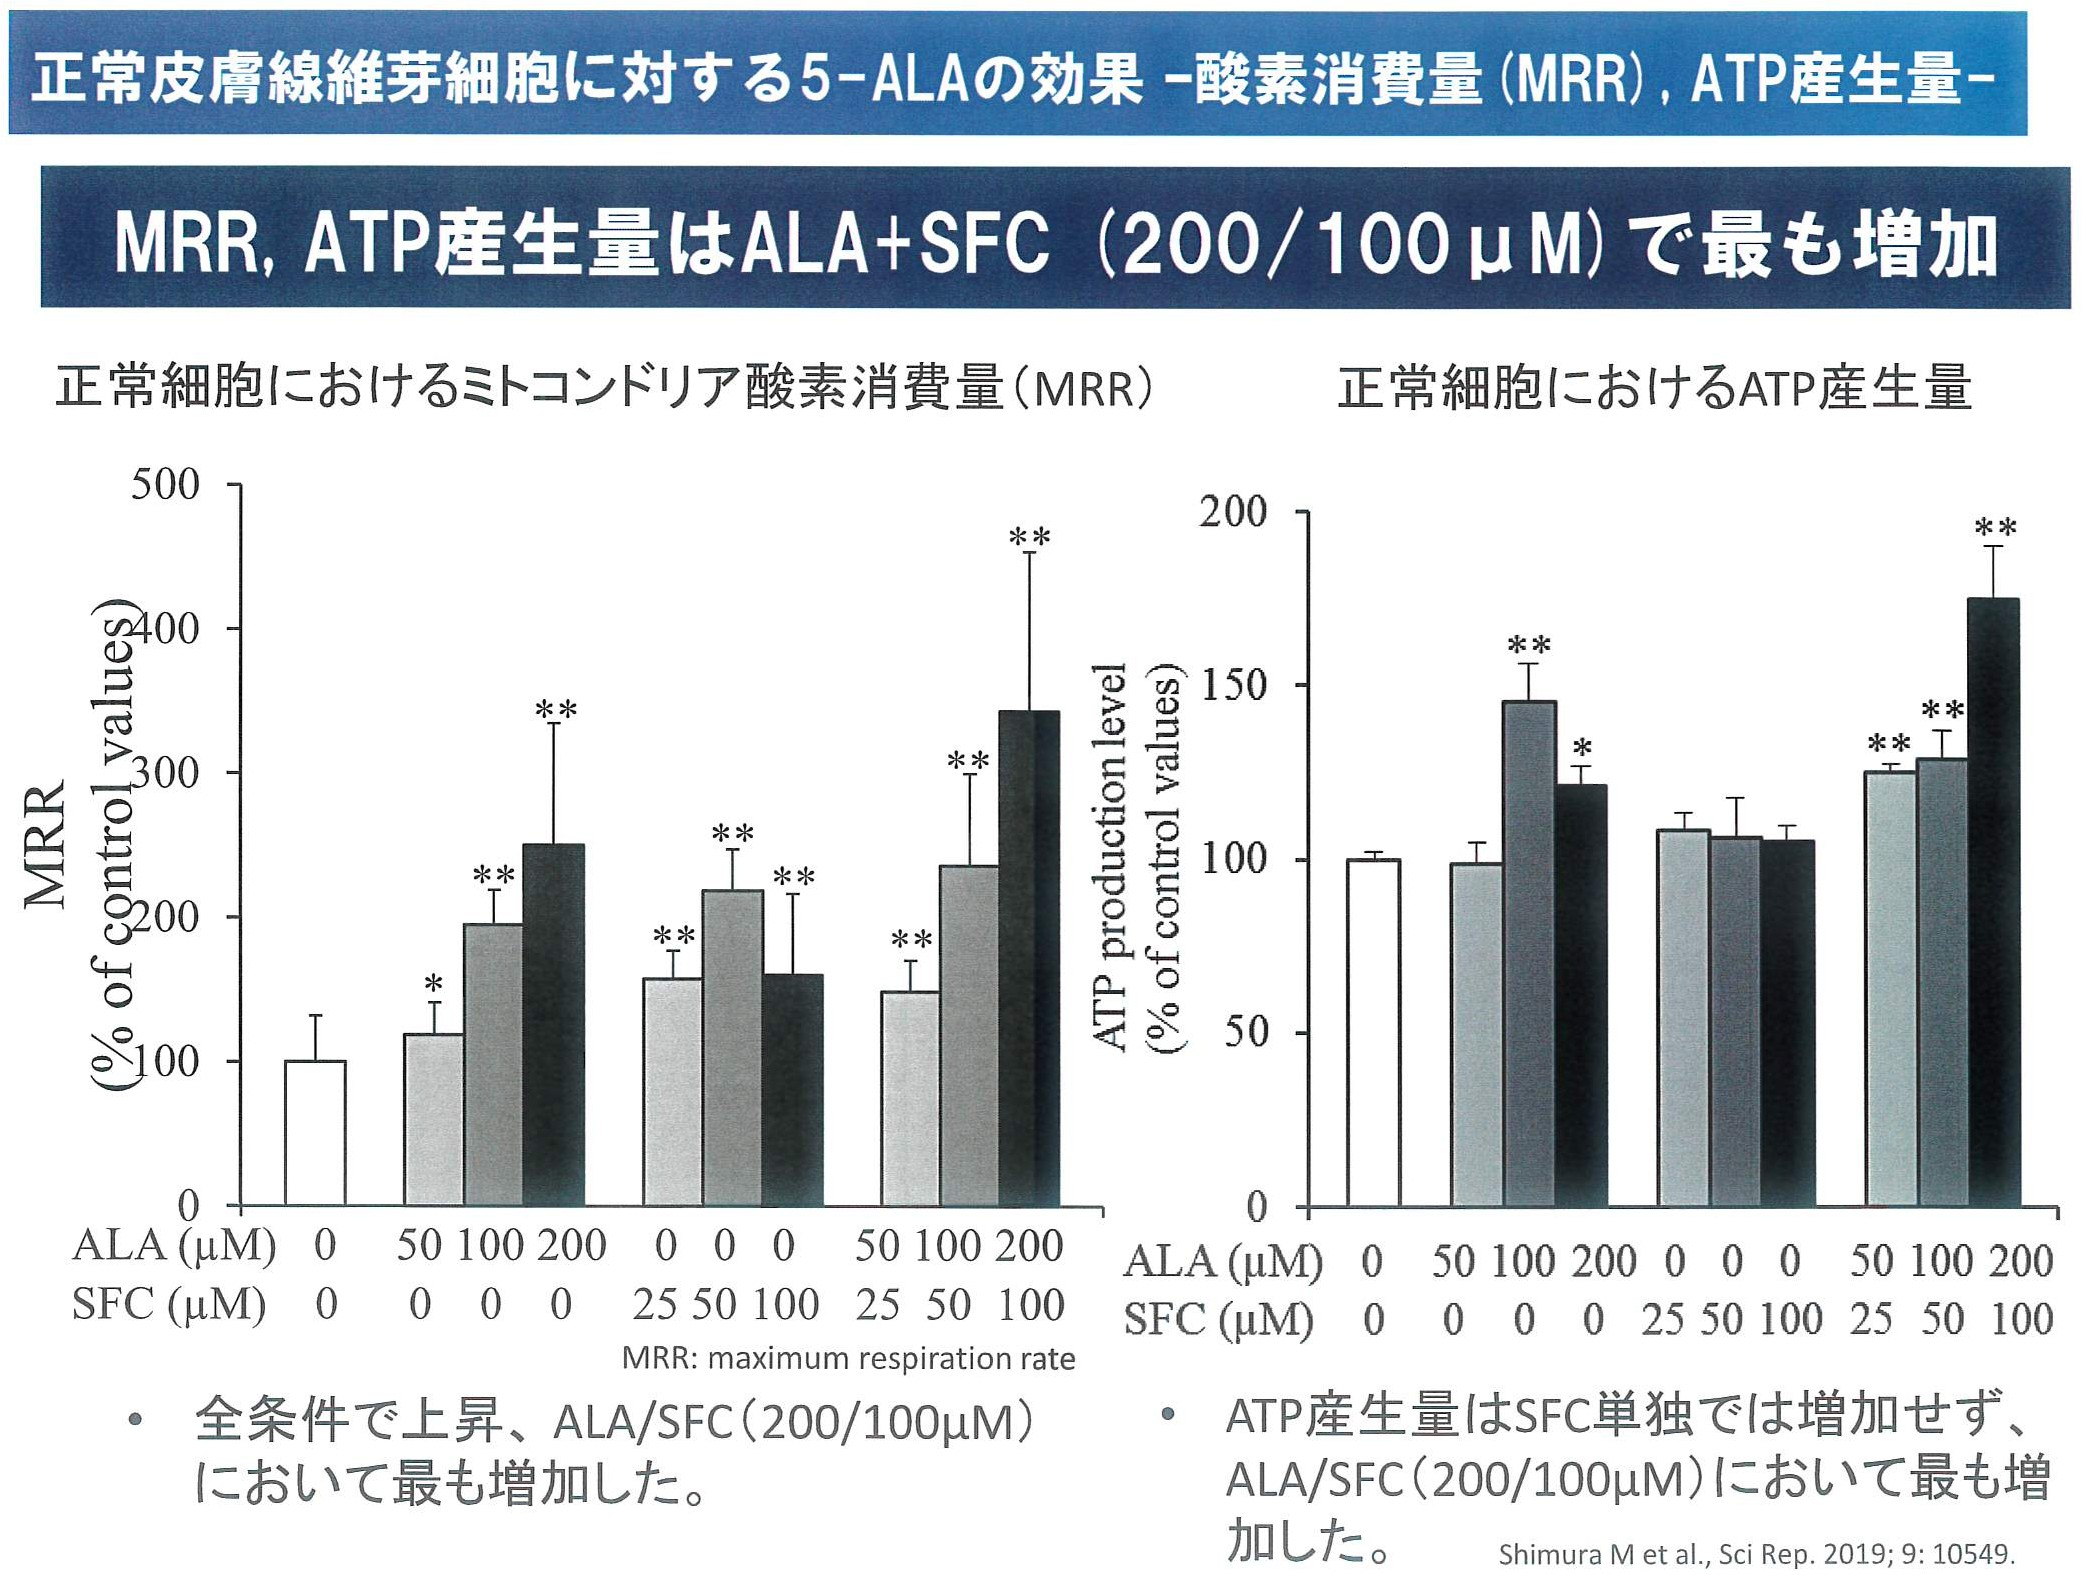 正常皮膚線維芽細胞に対する5-ALAの効果 -酸素消費量(MRR), ATP産生量-
MRR, ATP産生量はALA+SFC (200/100μM)で最も増加
正常細胞におけるミトコンドリア酸素消費量(MRR)
MRR
(% of control values)
500
400
300
200
100
0
** ** * ** ** ** ** ** **
ALA (μM) 0 50 100 200 0 0 0 50 100 200
SFC (μM) 0 0 0 0 25 50 100 25 50 100
MRR: maximum respiration rate
• 全条件で上昇、ALA/SFC(200/100μM)
において最も増加した。
正常細胞におけるATP産生量
ATP production level
(% of control values)
200
150
100
50
0
** ** * ** **
ALA (μM) 0 50 100 200 0 0 0 50 100 200
SFC (μM) 0 0 0 0 25 50 100 25 50 100
• ATP産生量はSFC単独では増加せず、
ALA/SFC(200/100μM)において最も増
加した。
Shimura M et al., Sci Rep. 2019; 9: 10549.